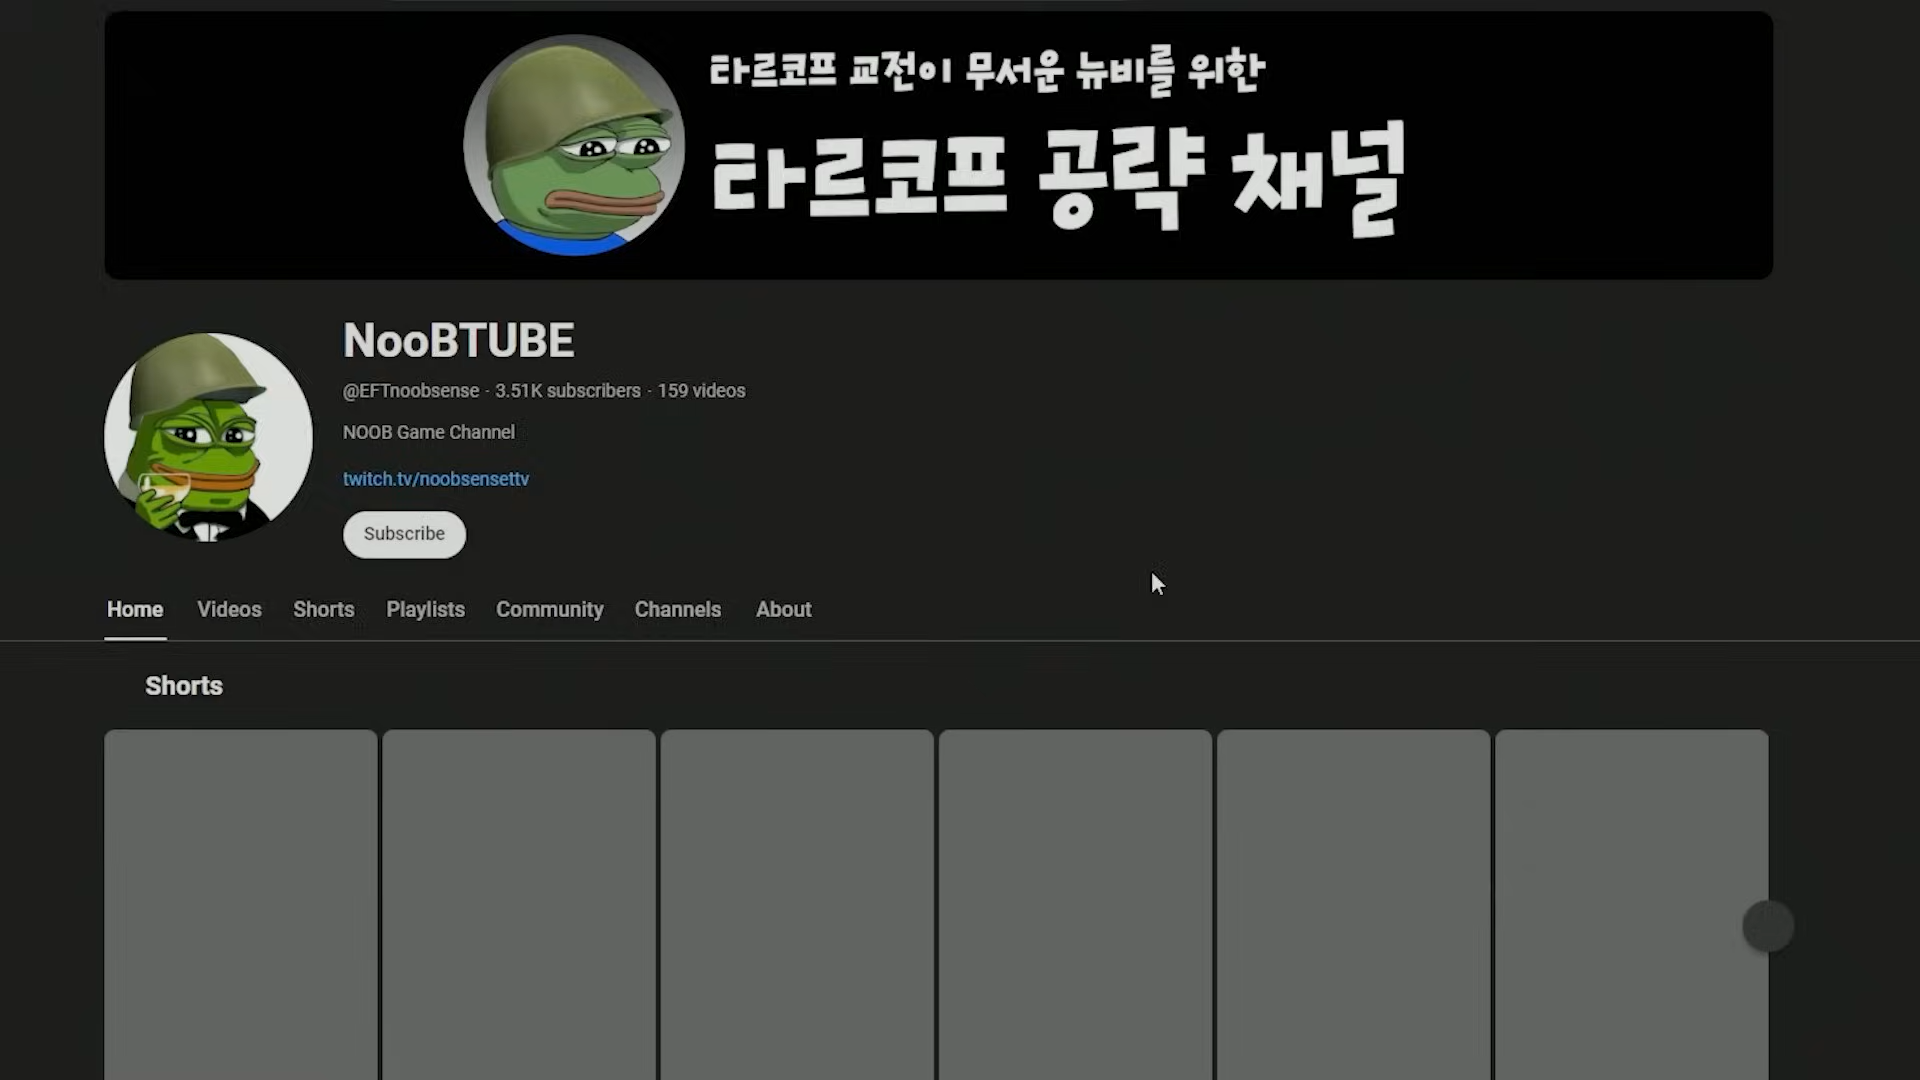 타르코프 교전이 무서운 뉴비를 위한
타르코프 공략 채널
NooBTUBE
@EFTnoobsense · 3.51K subscribers · 159 videos
NOOB Game Channel
twitch.tv/noobsensettv
Subscribe
Home Videos Shorts Playlists Community Channels About
Shorts